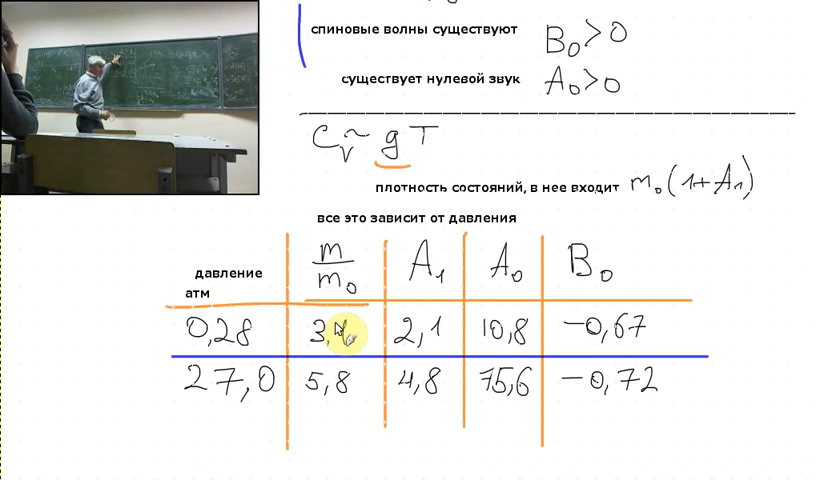 спиновые волны существуют B₀>0
существует нулевой звук A₀>0
C_V ~ g T
плотность состояний, в нее входит m₀(1+A₁)
все это зависит от давления
давление атм m/m₀ A₁ A₀ B₀
0,28 3, 2,1 10,8 −0,67
27,0 5,8 4,8 75,6 −0,72